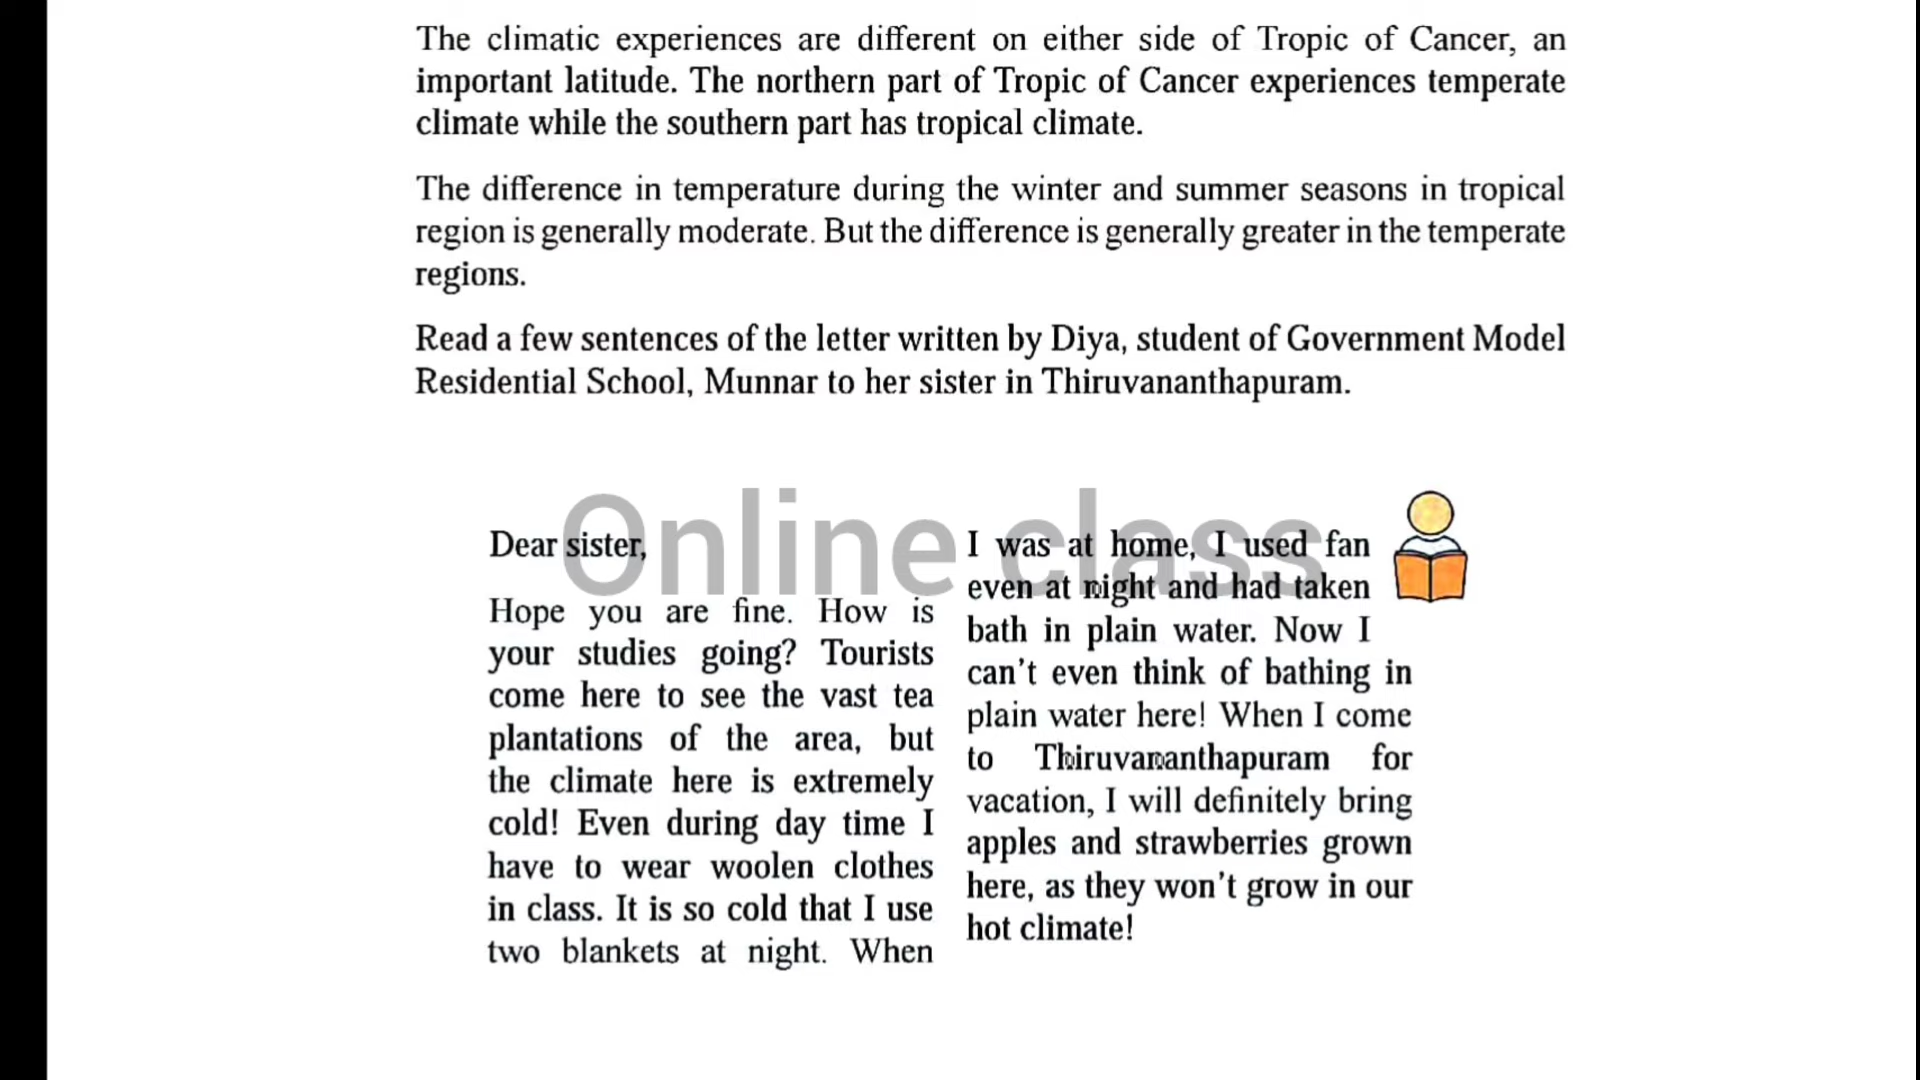 The climatic experiences are different on either side of Tropic of Cancer, an
important latitude. The northern part of Tropic of Cancer experiences temperate
climate while the southern part has tropical climate.
The difference in temperature during the winter and summer seasons in tropical
region is generally moderate. But the difference is generally greater in the temperate
regions.
Read a few sentences of the letter written by Diya, student of Government Model
Residential School, Munnar to her sister in Thiruvananthapuram.
Online class
Dear sister,
Hope you are fine. How is
your studies going? Tourists
come here to see the vast tea
plantations of the area, but
the climate here is extremely
cold! Even during day time I
have to wear woolen clothes
in class. It is so cold that I use
two blankets at night. When
I was at home, I used fan
even at night and had taken
bath in plain water. Now I
can't even think of bathing in
plain water here! When I come
to Thiruvananthapuram for
vacation, I will definitely bring
apples and strawberries grown
here, as they won't grow in our
hot climate!